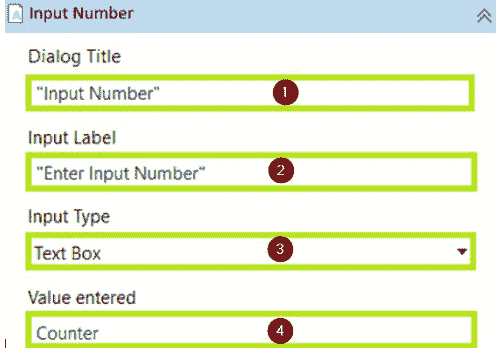 Input Number
Dialog Title
"Input Number" 1
Input Label
"Enter Input Number" 2
Input Type
Text Box 3
Value entered
Counter 4